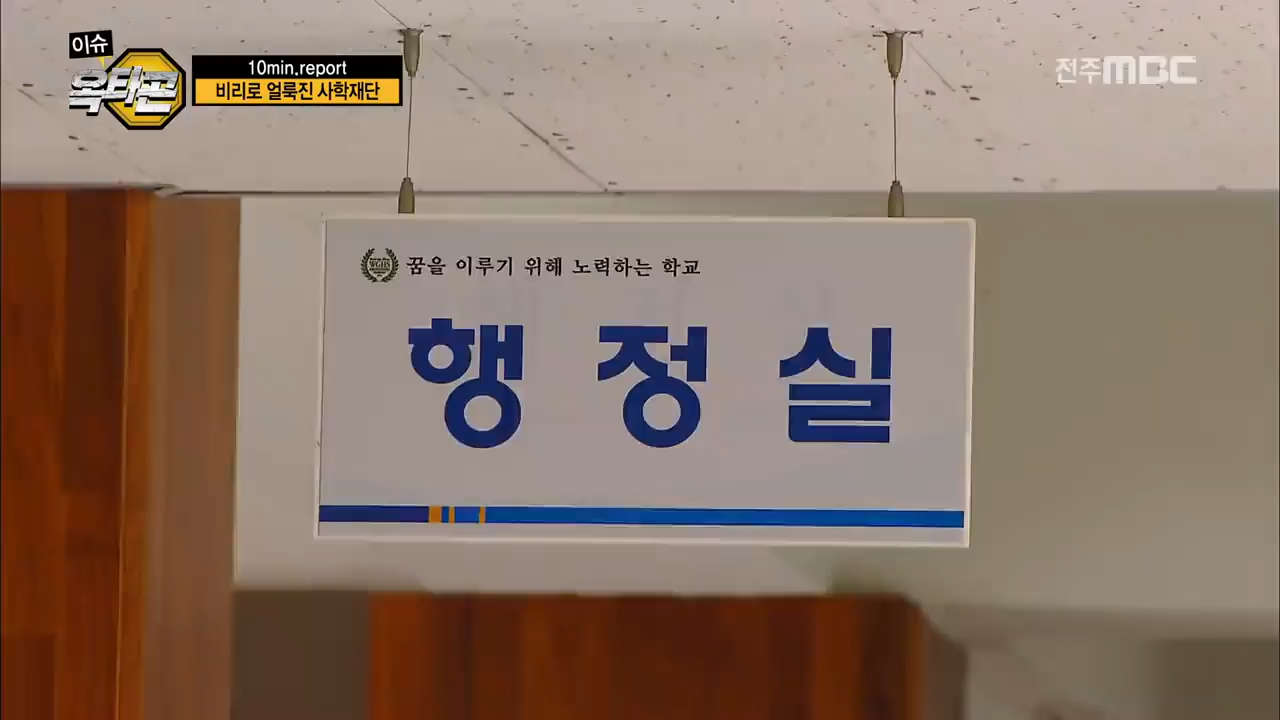 이슈
옥타곤
10min.report
비리로 얼룩진 사학재단
전주MBC
WGHS
꿈을 이루기 위해 노력하는 학교
행정실